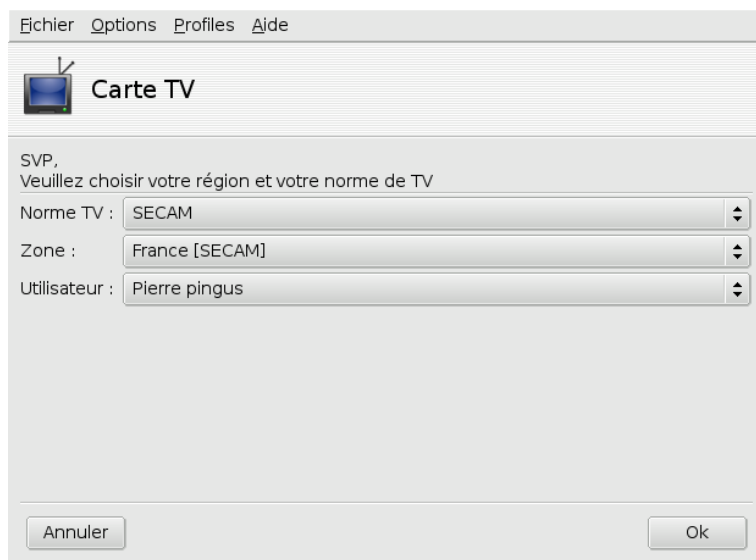 Fichier Options Profiles Aide
Carte TV
SVP,
Veuillez choisir votre région et votre norme de TV
Norme TV : SECAM
Zone : France [SECAM]
Utilisateur : Pierre pingus
Annuler Ok